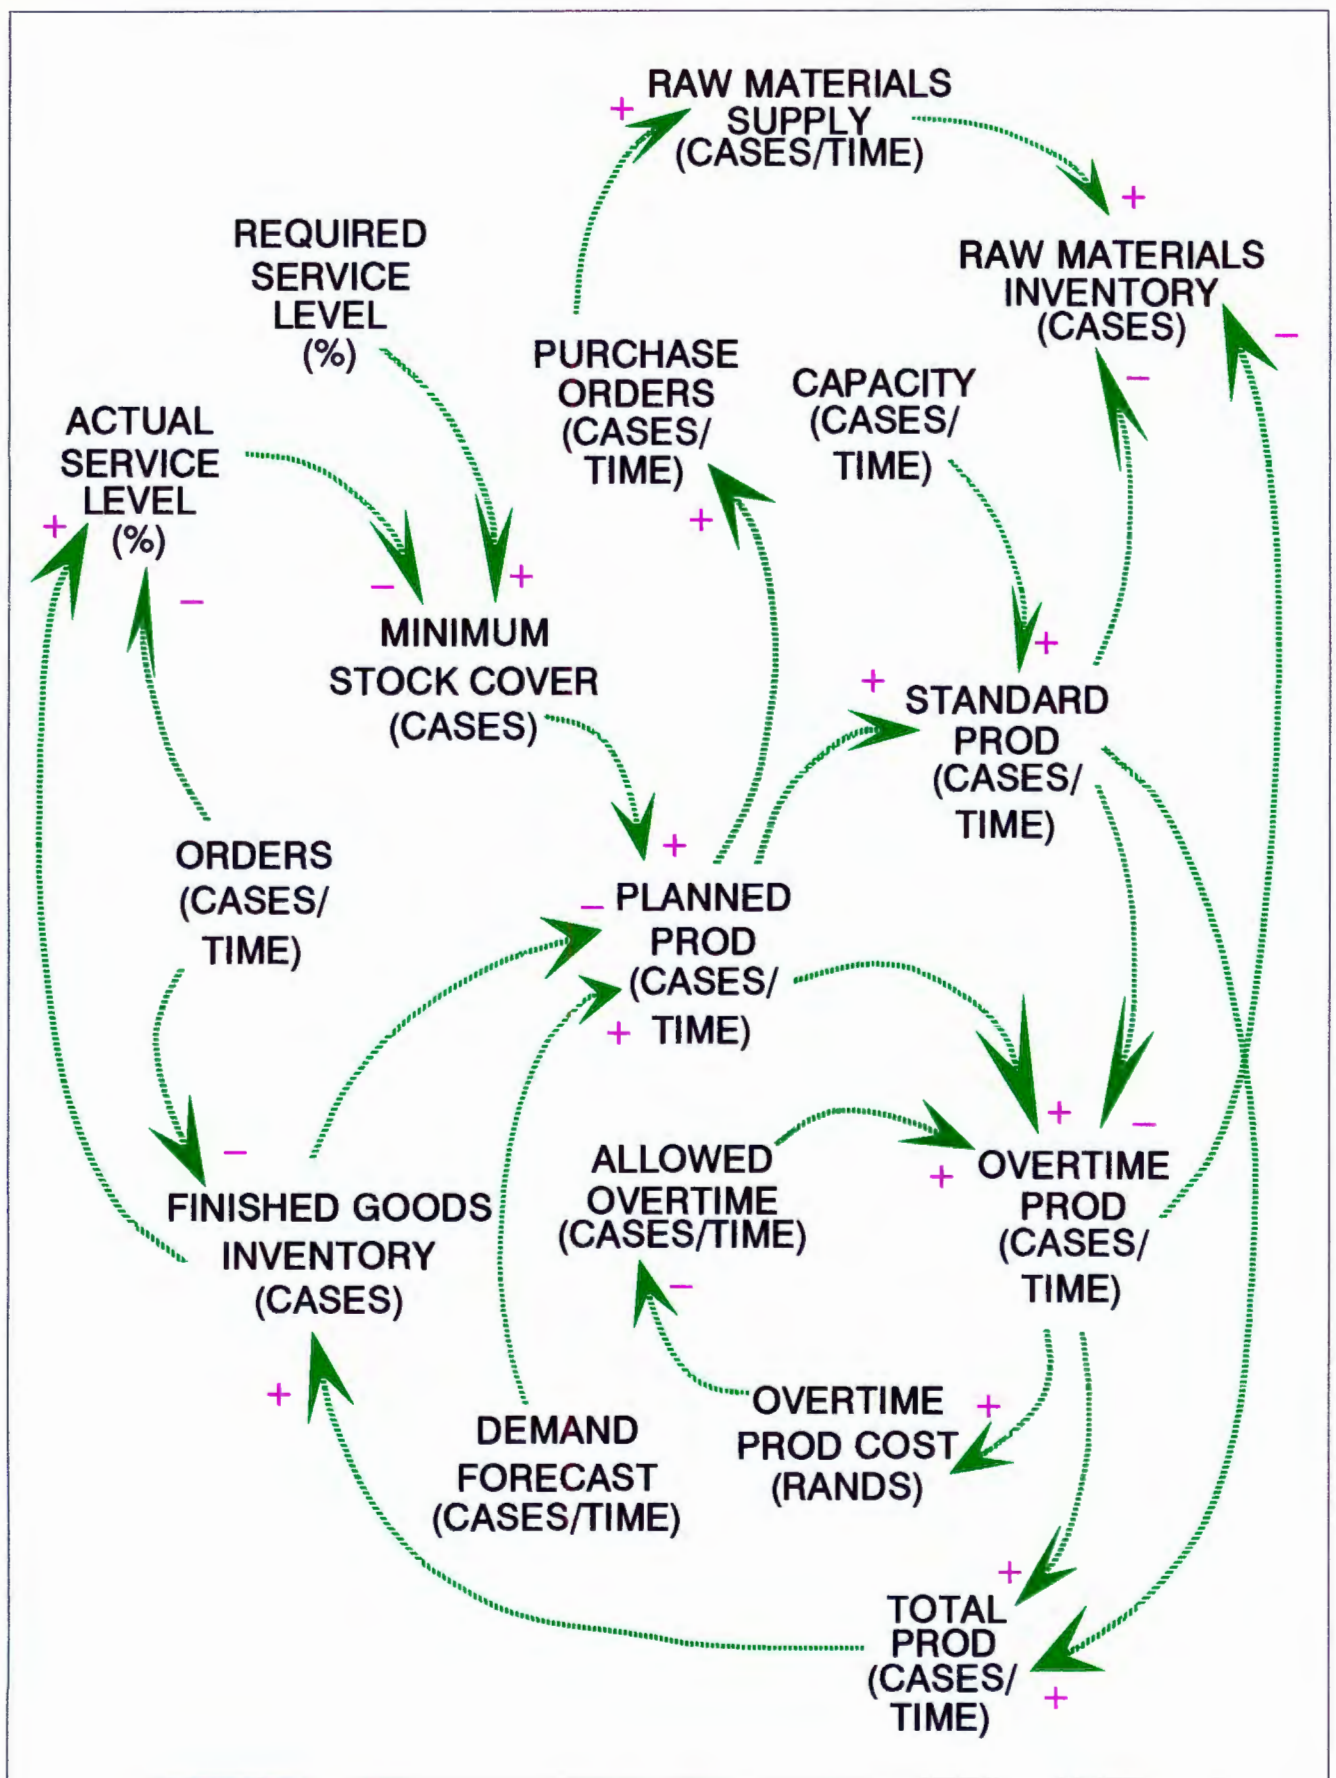 RAW MATERIALS
SUPPLY
(CASES/TIME)
+
+
REQUIRED
SERVICE
LEVEL
(%)
RAW MATERIALS
INVENTORY
(CASES)
−
−
PURCHASE
ORDERS
(CASES/
TIME)
+
CAPACITY
(CASES/
TIME)
ACTUAL
SERVICE
LEVEL
(%)
+
−
−
+
MINIMUM
STOCK COVER
(CASES)
+
+
STANDARD
PROD
(CASES/
TIME)
ORDERS
(CASES/
TIME)
+
− PLANNED
PROD
(CASES/
+ TIME)
−
FINISHED GOODS
INVENTORY
(CASES)
+
ALLOWED
OVERTIME
(CASES/TIME)
−
+
−
+
OVERTIME
PROD
(CASES/
TIME)
DEMAND
FORECAST
(CASES/TIME)
OVERTIME +
PROD COST
(RANDS)
+
TOTAL
PROD
(CASES/
TIME)
+